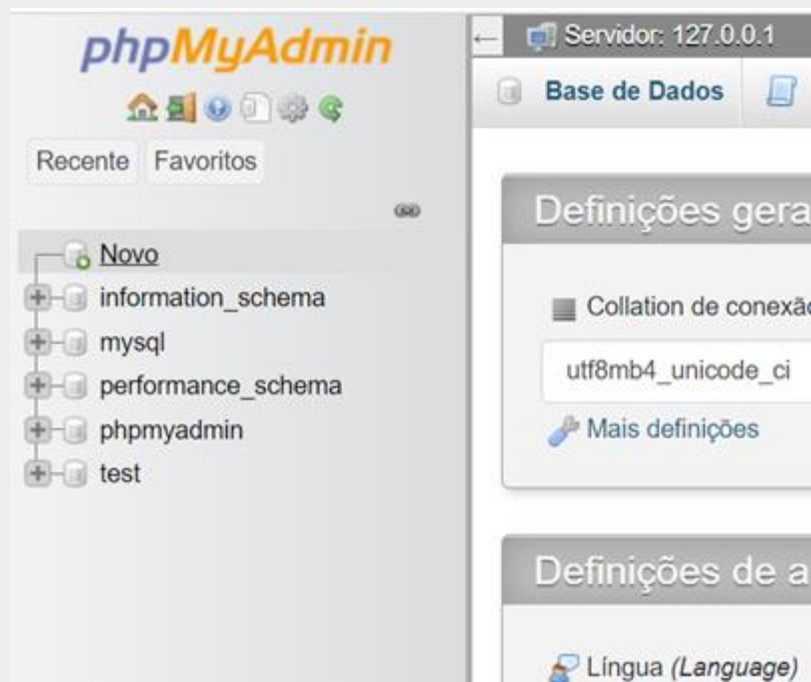 phpMyAdmin
Recente Favoritos
Novo
information_schema
mysql
performance_schema
phpmyadmin
test
Servidor: 127.0.0.1
Base de Dados
Definições gera
Collation de conexão
utf8mb4_unicode_ci
Mais definições
Definições de a
Língua (Language)